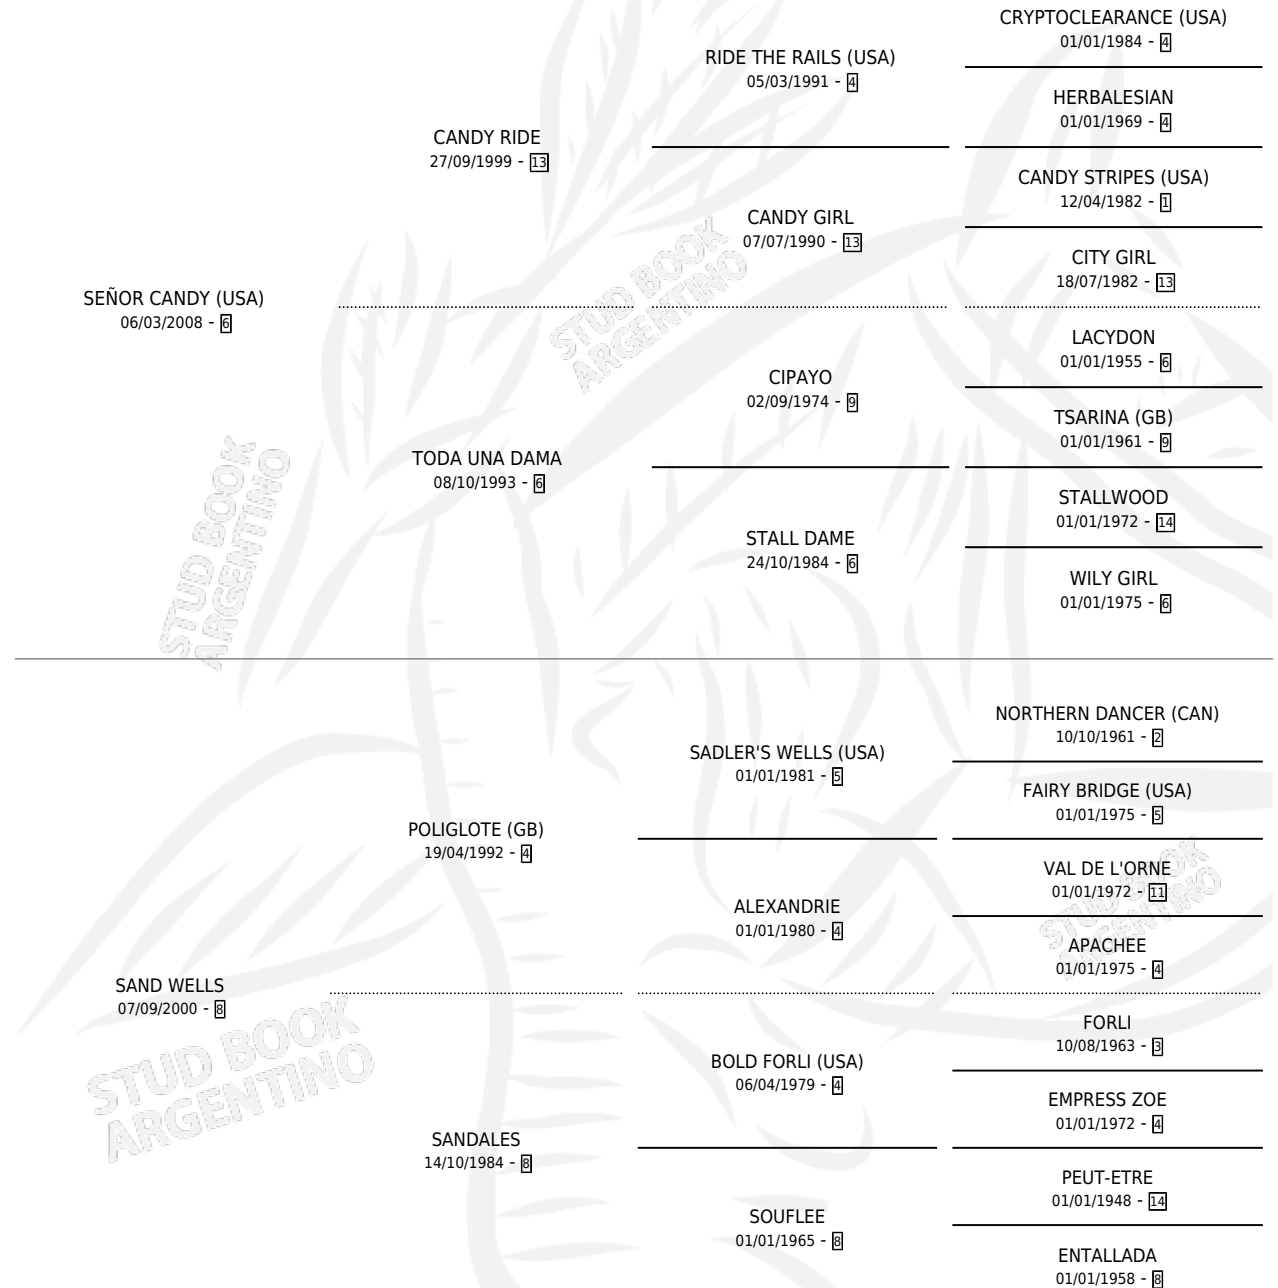 CRYPTOCLEARANCE (USA)
01/01/1984 - 4
RIDE THE RAILS (USA)
05/03/1991 - 4
HERBALESIAN
01/01/1969 - 4
CANDY RIDE
27/09/1999 - 13
CANDY STRIPES (USA)
12/04/1982 - 1
CANDY GIRL
07/07/1990 - 13
CITY GIRL
18/07/1982 - 13
SEÑOR CANDY (USA)
06/03/2008 - 6
LACYDON
01/01/1955 - 6
CIPAYO
02/09/1974 - 9
TSARINA (GB)
01/01/1961 - 9
TODA UNA DAMA
08/10/1993 - 6
STALLWOOD
01/01/1972 - 14
STALL DAME
24/10/1984 - 6
WILY GIRL
01/01/1975 - 6
STUD BOOK
ARGENTINO
STUD BOOK
ARGENTINO
NORTHERN DANCER (CAN)
10/10/1961 - 2
SADLER'S WELLS (USA)
01/01/1981 - 5
FAIRY BRIDGE (USA)
01/01/1975 - 5
POLIGLOTE (GB)
19/04/1992 - 4
VAL DE L'ORNE
01/01/1972 - 11
ALEXANDRIE
01/01/1980 - 4
APACHEE
01/01/1975 - 4
STUD BOOK
ARGENTINO
SAND WELLS
07/09/2000 - 8
FORLI
10/08/1963 - 3
BOLD FORLI (USA)
06/04/1979 - 4
EMPRESS ZOE
01/01/1972 - 4
STUD BOOK
ARGENTINO
SANDALES
14/10/1984 - 8
PEUT-ETRE
01/01/1948 - 14
SOUFLEE
01/01/1965 - 8
ENTALLADA
01/01/1958 - 8